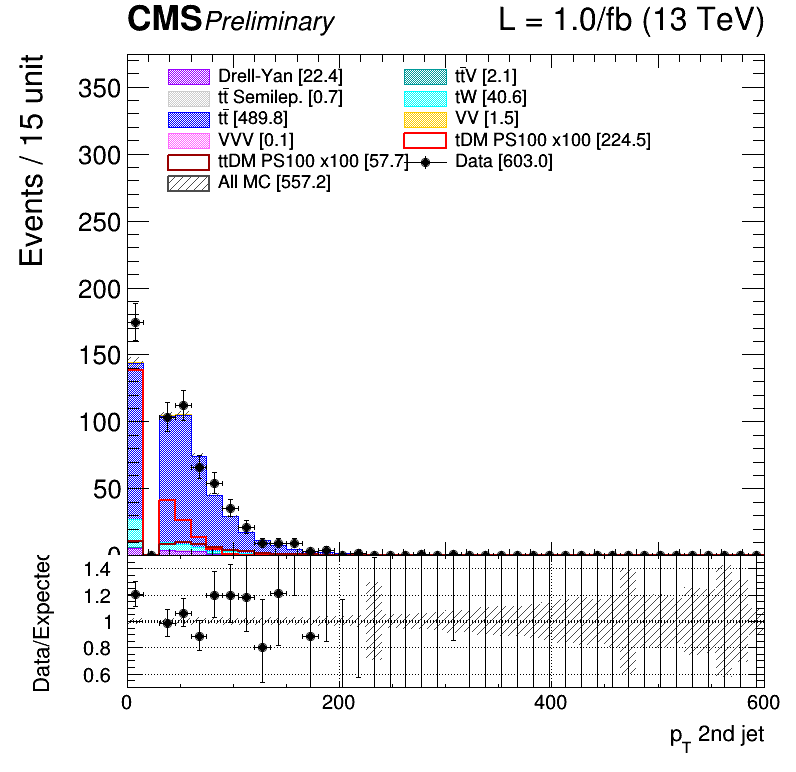 CMS Preliminary L = 1.0/fb (13 TeV)
Events / 15 unit
350
300
250
200
150
100
50
0
Drell-Yan [22.4]
tt̄ Semilep. [0.7]
tt̄ [489.8]
VVV [0.1]
ttDM PS100 x100 [57.7]
All MC [557.2]
tt̄V [2.1]
tW [40.6]
VV [1.5]
tDM PS100 x100 [224.5]
Data [603.0]
Data/Expected
1.4
1.2
1
0.8
0.6
0 200 400 600
p_T 2nd jet